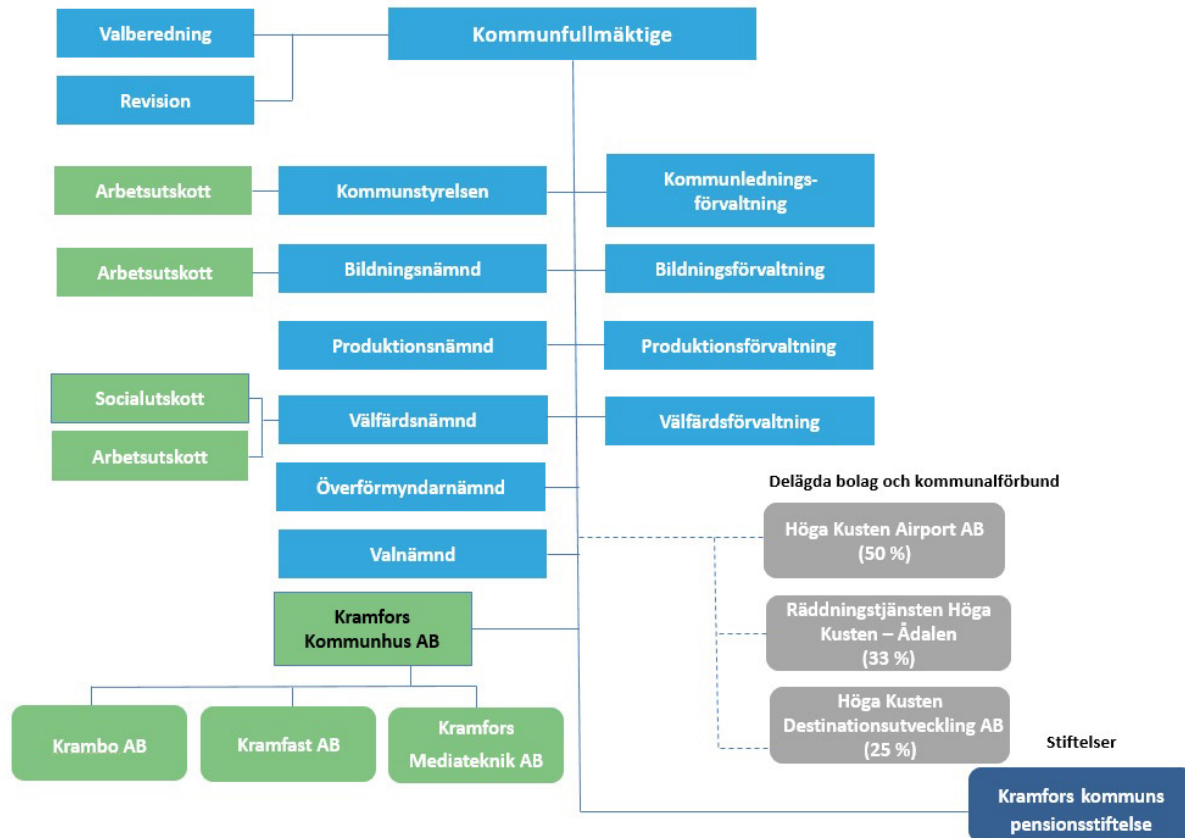 Valberedning
Kommunfullmäktige
Revision
Arbetsutskott
Kommunstyrelsen
Kommunlednings-
förvaltning
Arbetsutskott
Bildningsnämnd
Bildningsförvaltning
Produktionsnämnd
Produktionsförvaltning
Socialutskott
Arbetsutskott
Välfärdsnämnd
Välfärdsförvaltning
Överförmyndarnämnd
Valnämnd
Delägda bolag och kommunalförbund
Höga Kusten Airport AB
(50 %)
Räddningstjänsten Höga
Kusten – Ådalen
(33 %)
Höga Kusten
Destinationsutveckling AB
(25 %)
Kramfors
Kommunhus AB
Krambo AB
Kramfast AB
Kramfors
Mediateknik AB
Stiftelser
Kramfors kommuns
pensionsstiftelse